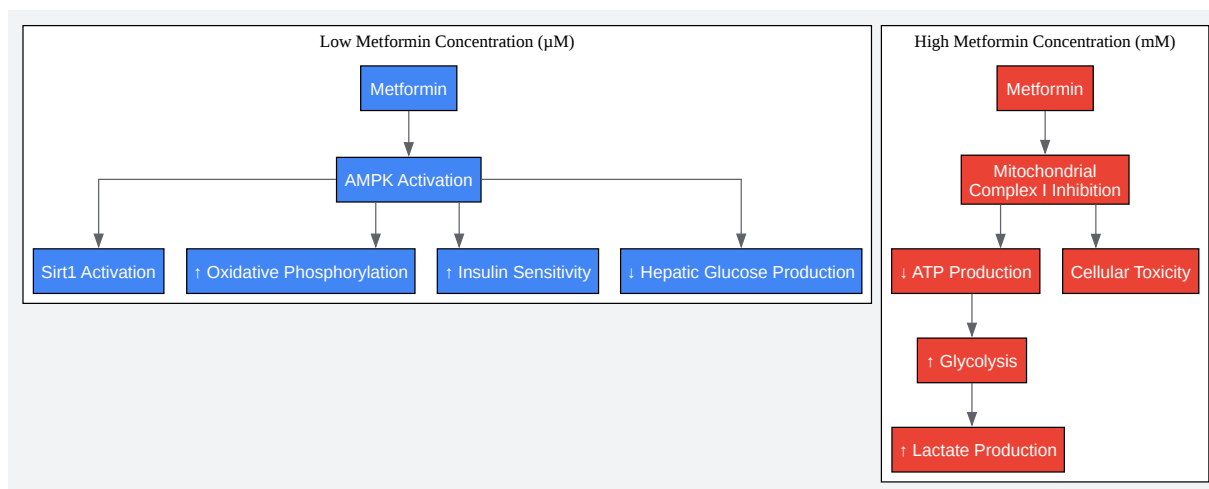 Low Metformin Concentration (µM)
Metformin
AMPK Activation
Sirt1 Activation
↑ Oxidative Phosphorylation
↑ Insulin Sensitivity
↓ Hepatic Glucose Production
High Metformin Concentration (mM)
Metformin
Mitochondrial
Complex I Inhibition
↓ ATP Production
Cellular Toxicity
↑ Glycolysis
↑ Lactate Production